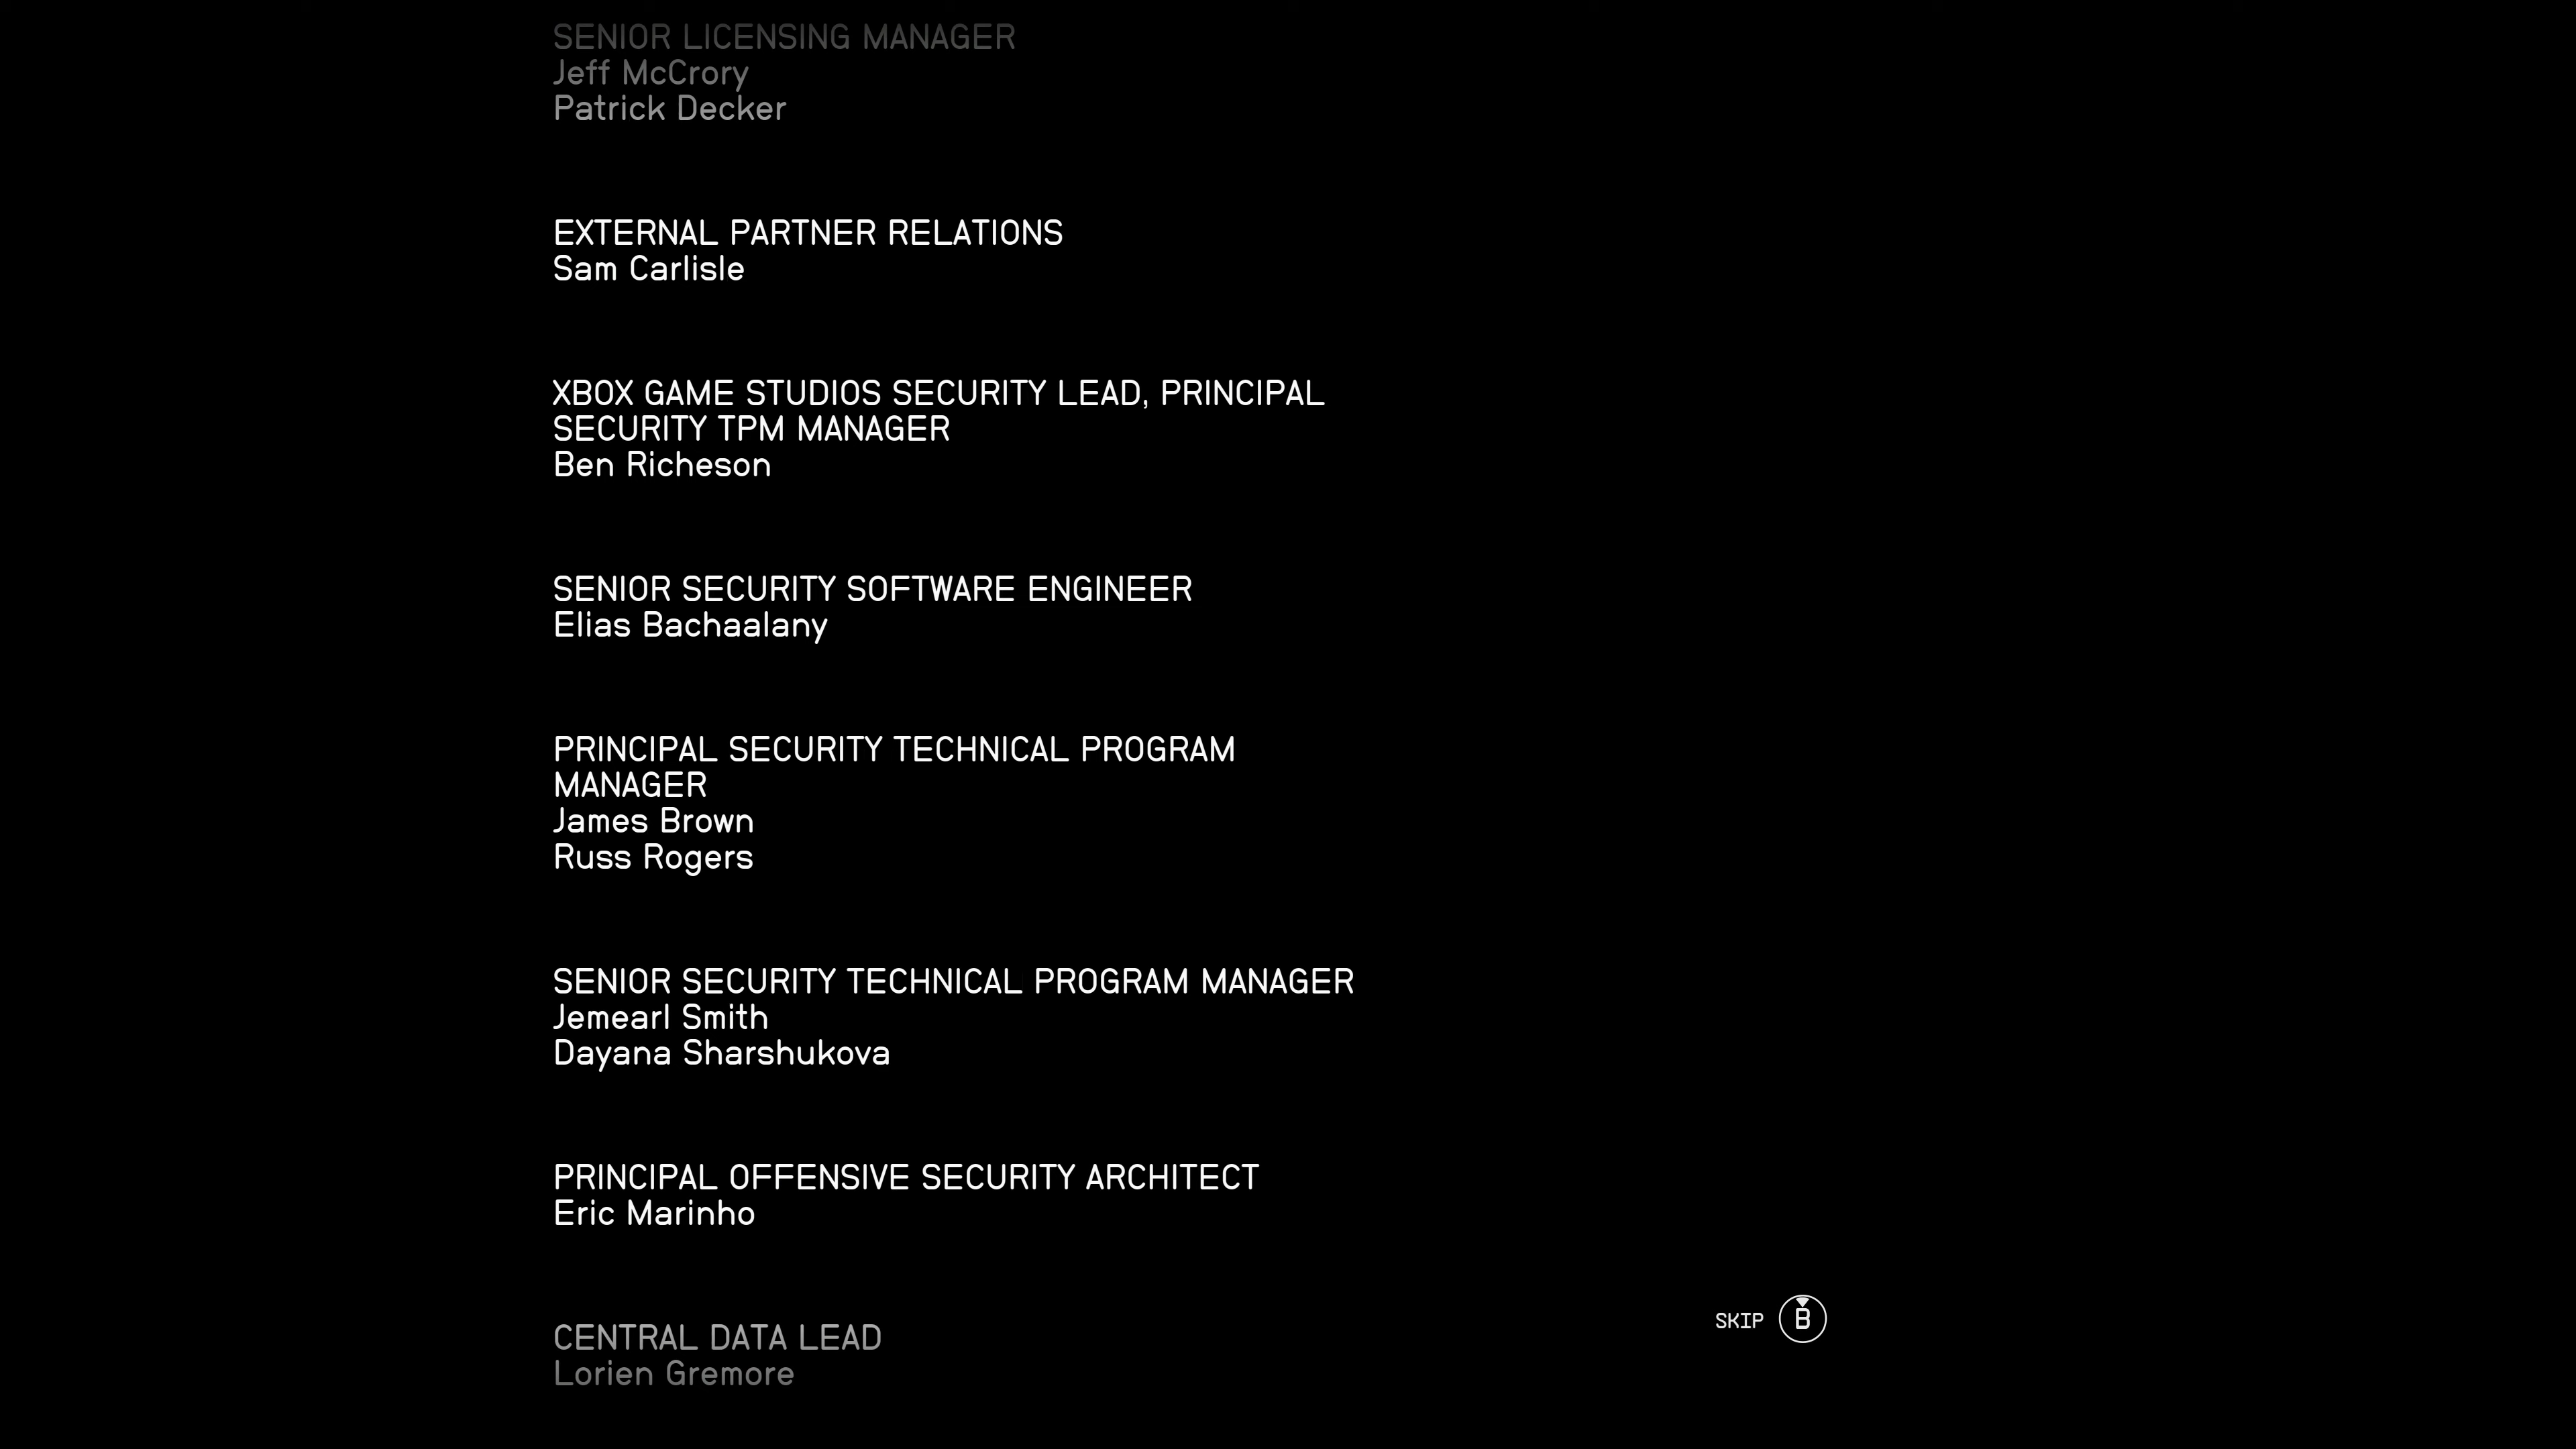 SENIOR LICENSING MANAGER
Jeff McCrory
Patrick Decker
EXTERNAL PARTNER RELATIONS
Sam Carlisle
XBOX GAME STUDIOS SECURITY LEAD, PRINCIPAL
SECURITY TPM MANAGER
Ben Richeson
SENIOR SECURITY SOFTWARE ENGINEER
Elias Bachaalany
PRINCIPAL SECURITY TECHNICAL PROGRAM
MANAGER
James Brown
Russ Rogers
SENIOR SECURITY TECHNICAL PROGRAM MANAGER
Jemearl Smith
Dayana Sharshukova
PRINCIPAL OFFENSIVE SECURITY ARCHITECT
Eric Marinho
SKIP B
CENTRAL DATA LEAD
Lorien Gremore